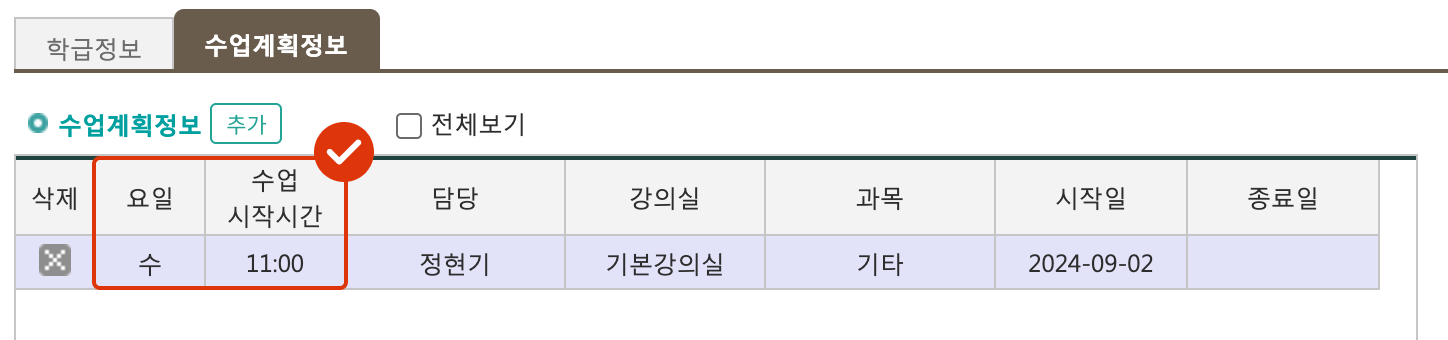 학급정보 수업계획정보
수업계획정보 추가 전체보기
삭제 요일 수업 시작시간 담당 강의실 과목 시작일 종료일
수 11:00 정현기 기본강의실 기타 2024-09-02